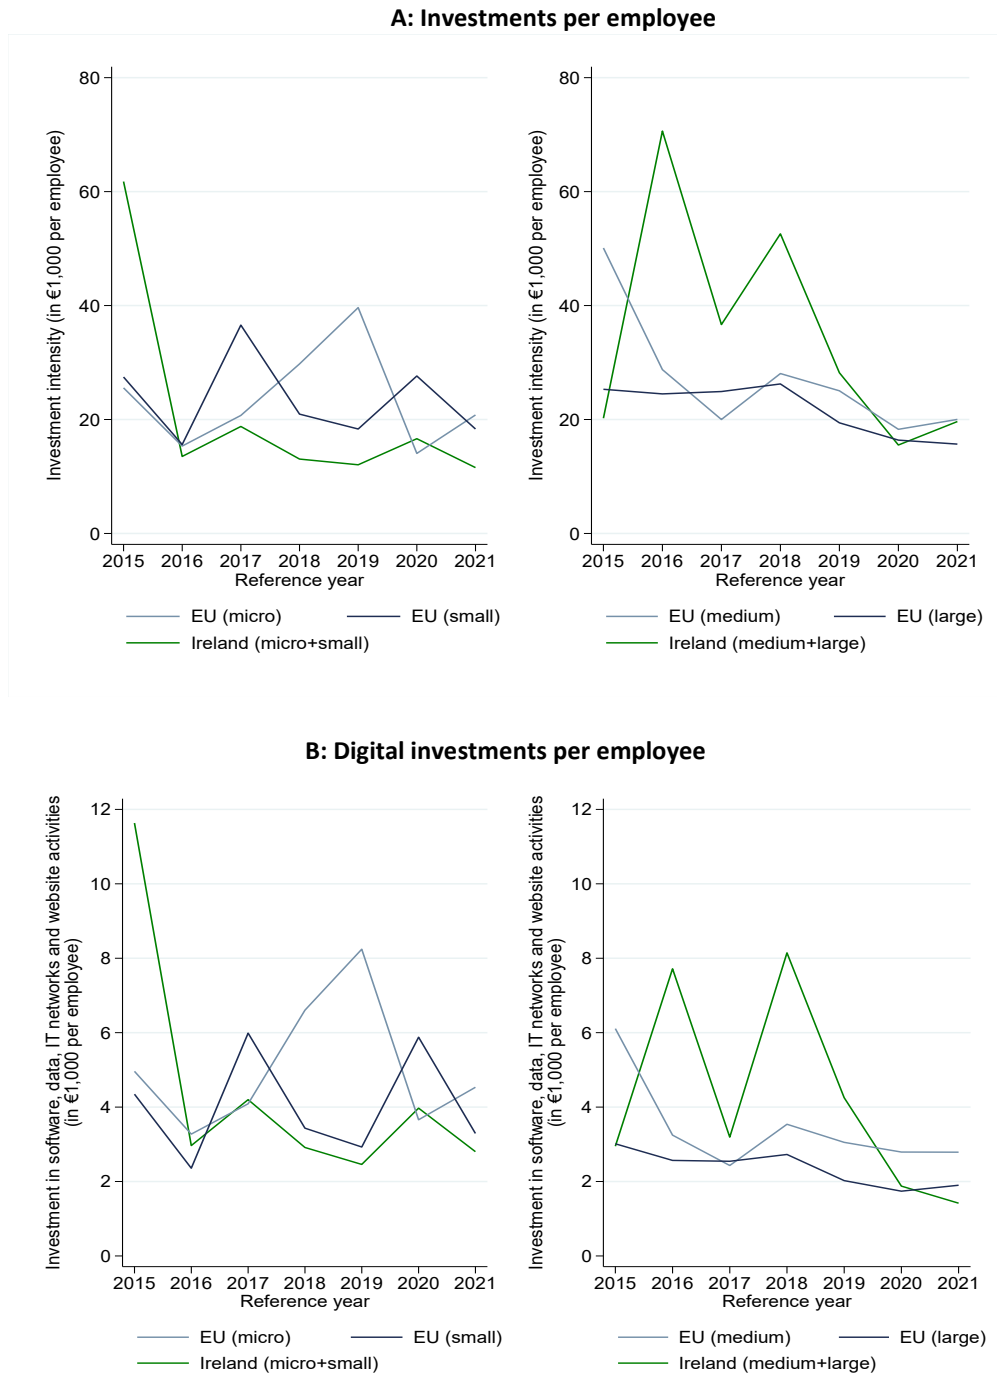 A: Investments per employee
Investment intensity (in €1,000 per employee)
80
60
40
20
0
2015 2016 2017 2018 2019 2020 2021
Reference year
EU (micro) EU (small)
Ireland (micro+small)
Investment intensity (in €1,000 per employee)
80
60
40
20
0
2015 2016 2017 2018 2019 2020 2021
Reference year
EU (medium) EU (large)
Ireland (medium+large)
B: Digital investments per employee
Investment in software, data, IT networks and website activities
(in €1,000 per employee)
12
10
8
6
4
2
0
2015 2016 2017 2018 2019 2020 2021
Reference year
EU (micro) EU (small)
Ireland (micro+small)
Investment in software, data, IT networks and website activities
(in €1,000 per employee)
12
10
8
6
4
2
0
2015 2016 2017 2018 2019 2020 2021
Reference year
EU (medium) EU (large)
Ireland (medium+large)